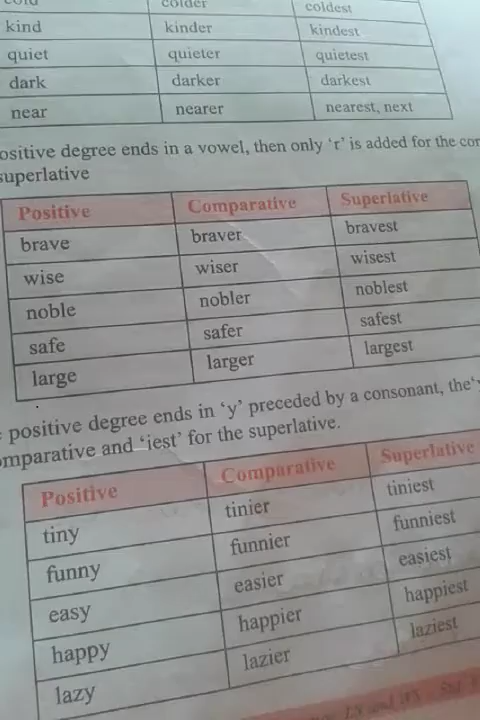 cold colder coldest
kind kinder kindest
quiet quieter quietest
dark darker darkest
near nearer nearest, next
ositive degree ends in a vowel, then only ‘r’ is added for the
superlative
Positive Comparative Superlative
brave braver bravest
wise wiser wisest
noble nobler noblest
safe safer safest
large larger largest
positive degree ends in ‘y’ preceded by a consonant, the
omparative and ‘iest’ for the superlative.
Positive Comparative Superlative
tiny tinier tiniest
funny funnier funniest
easy easier easiest
happy happier happiest
lazy lazier laziest